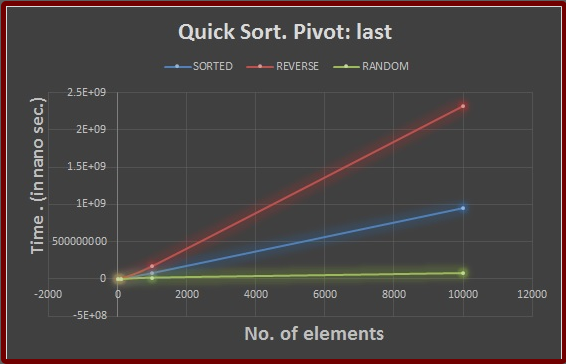 Quick Sort. Pivot: last
SORTED REVERSE RANDOM
Time .(in nano sec.)
2.5E+09
2E+09
1.5E+09
1E+09
500000000
0
-5E+08
-2000 0 2000 4000 6000 8000 10000 12000
No. of elements